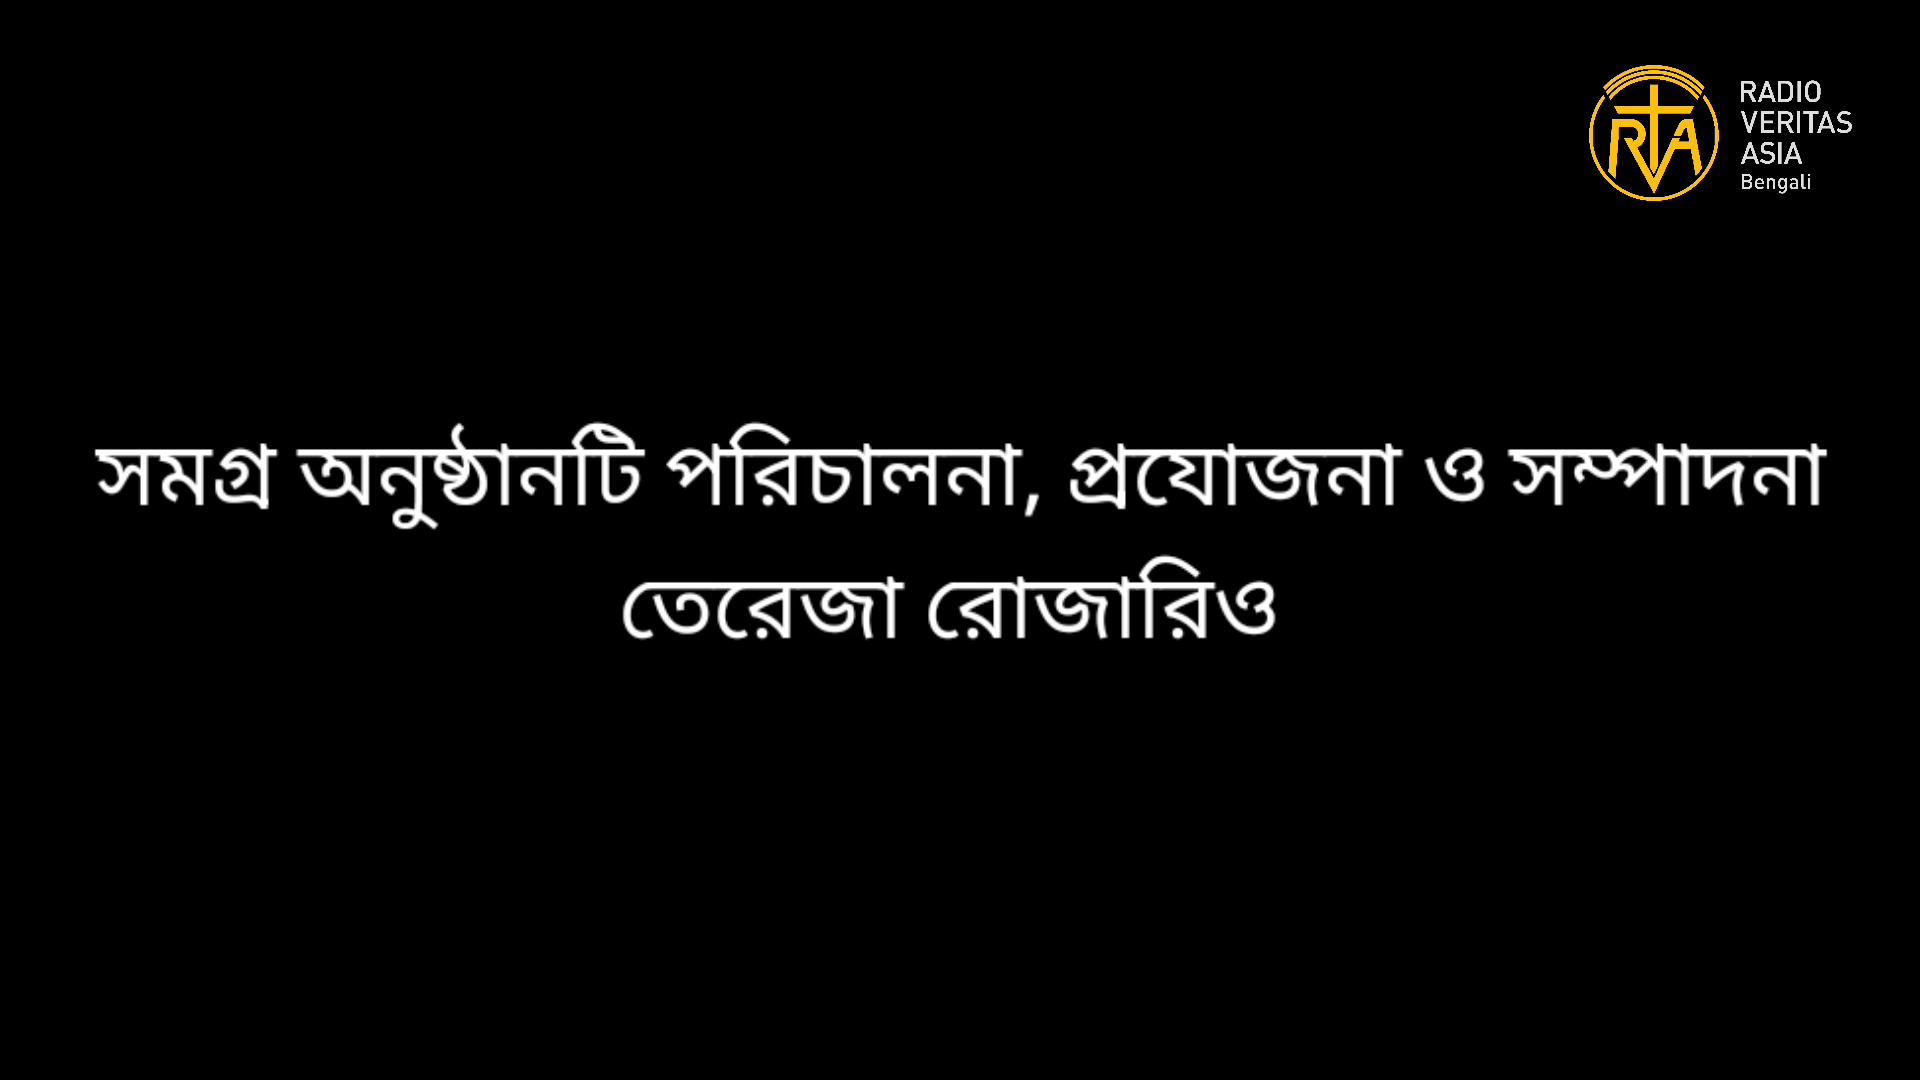 RADIO
VERITAS
ASIA
Bengali
সমগ্র অনুষ্ঠানটি পরিচালনা, প্রযোজনা ও সম্পাদনা
তেরেজা রোজারিও